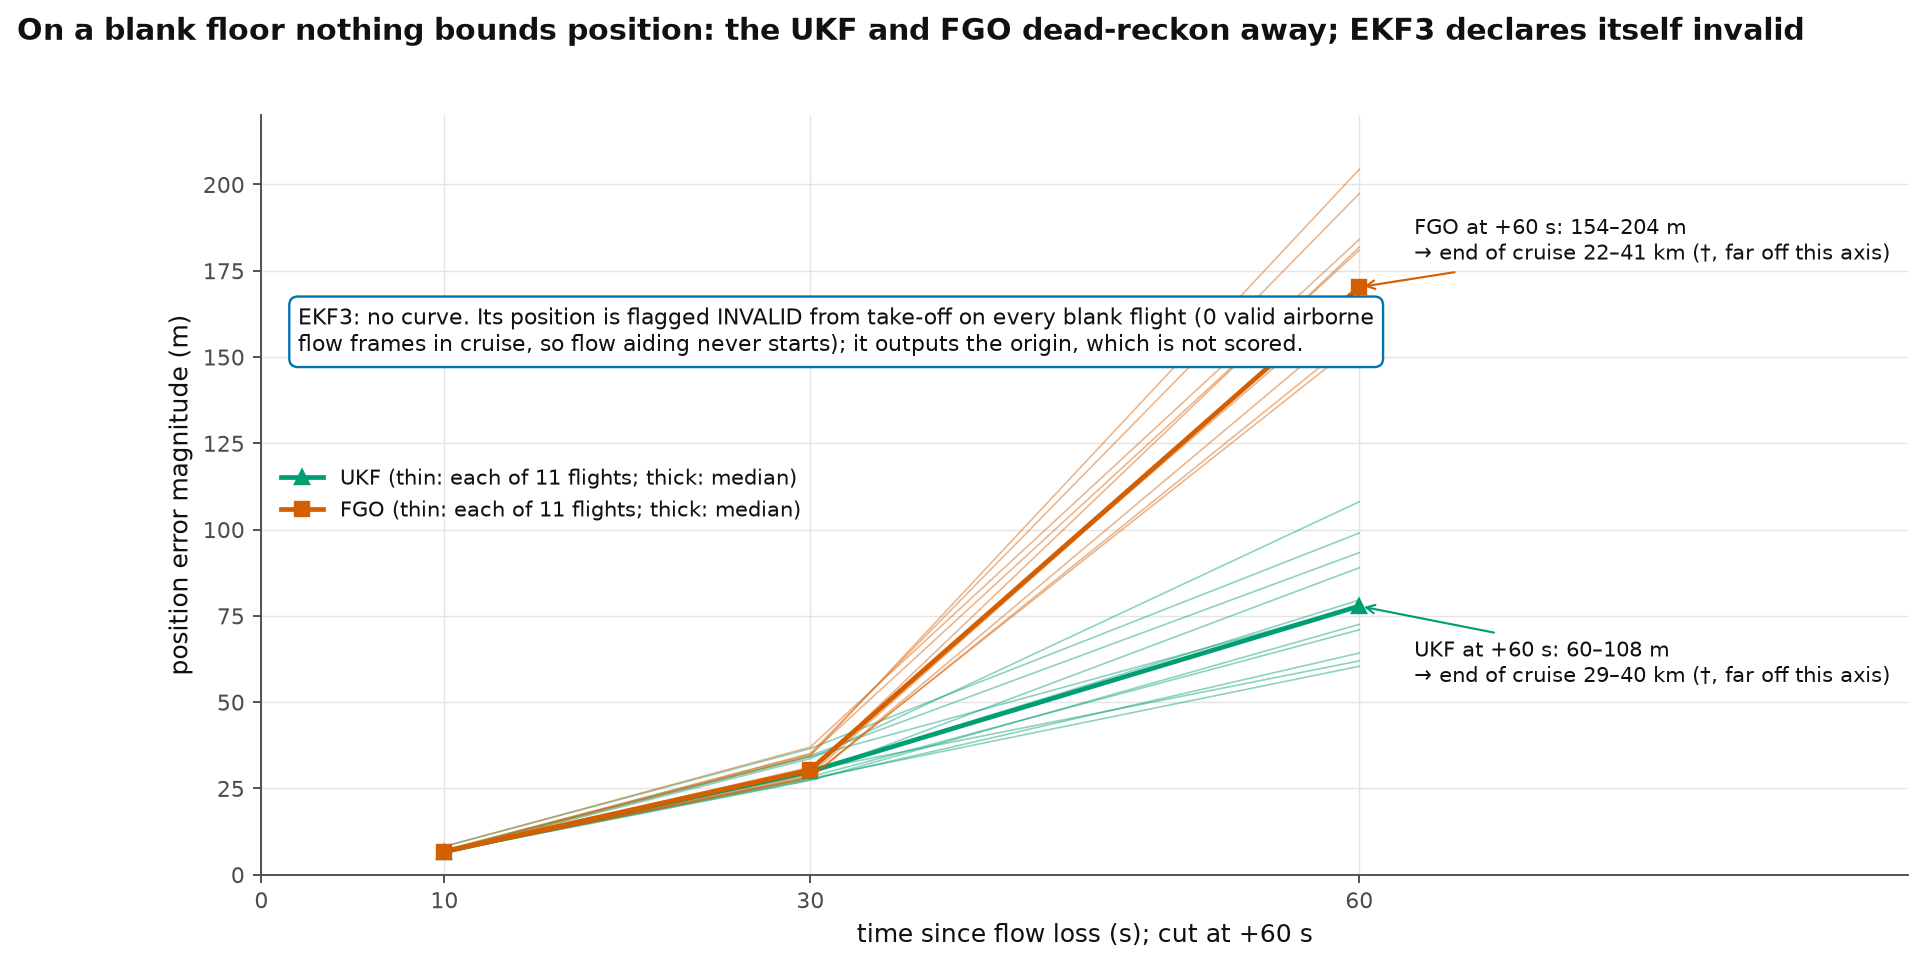 On a blank floor nothing bounds position: the UKF and FGO dead-reckon away; EKF3 declares itself invalid
200
175
150
125
100
75
50
25
0
position error magnitude (m)
FGO at +60 s: 154–204 m
→ end of cruise 22–41 km (†, far off this axis)
EKF3: no curve. Its position is flagged INVALID from take-off on every blank flight (0 valid airborne
flow frames in cruise, so flow aiding never starts); it outputs the origin, which is not scored.
UKF (thin: each of 11 flights; thick: median)
FGO (thin: each of 11 flights; thick: median)
UKF at +60 s: 60–108 m
→ end of cruise 29–40 km (†, far off this axis)
0
10
30
60
time since flow loss (s); cut at +60 s